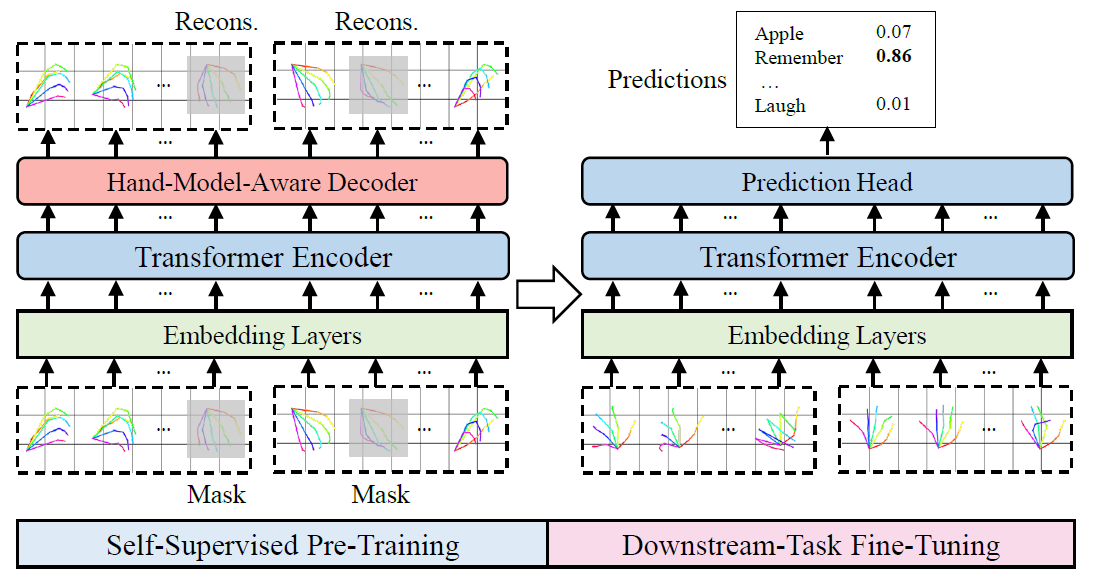 Recons.
Recons.
...
...
...
...
Hand-Model-Aware Decoder
...
...
Transformer Encoder
...
...
Embedding Layers
...
...
...
...
Mask
Mask
Self-Supervised Pre-Training
Predictions
Apple 0.07
Remember 0.86
...
Laugh 0.01
Prediction Head
...
...
Transformer Encoder
...
...
Embedding Layers
...
...
...
...
Downstream-Task Fine-Tuning